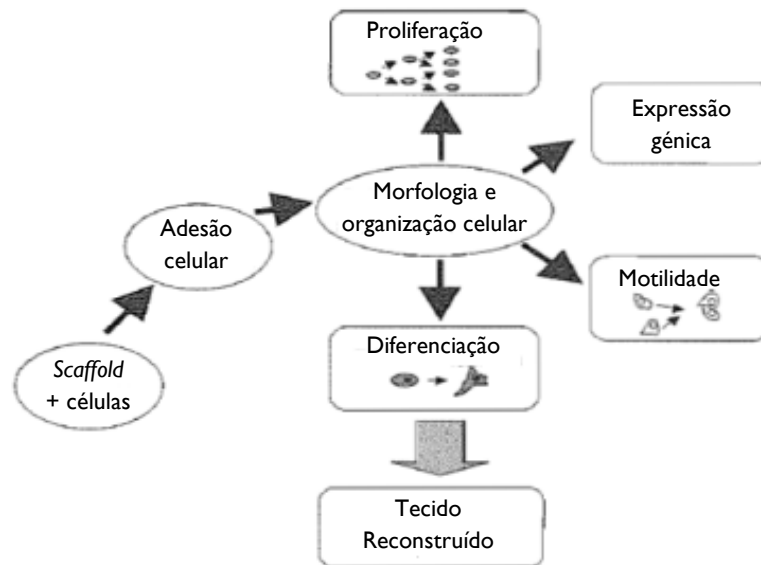 Proliferação
Expressão
génica
Morfologia e
organização celular
Adesão
celular
Motilidade
Diferenciação
Scaffold
+ células
Tecido
Reconstruído